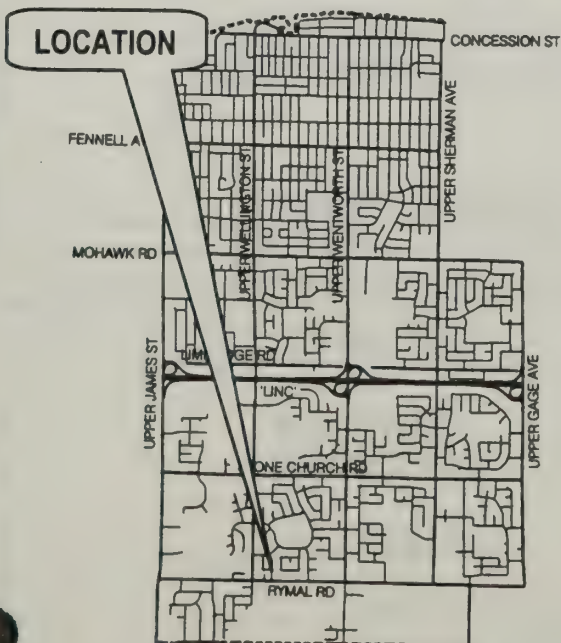 LOCATION
CONCESSION ST
FENNELL A
UPPER SHERMAN AVE
UPPER WELLINGTON ST
UPPER WENTWORTH ST
MOHAWK RD
UPPER JAMES ST
'LINC'
UPPER GAGE AVE
ONE CHURCH RD
RYMAL RD